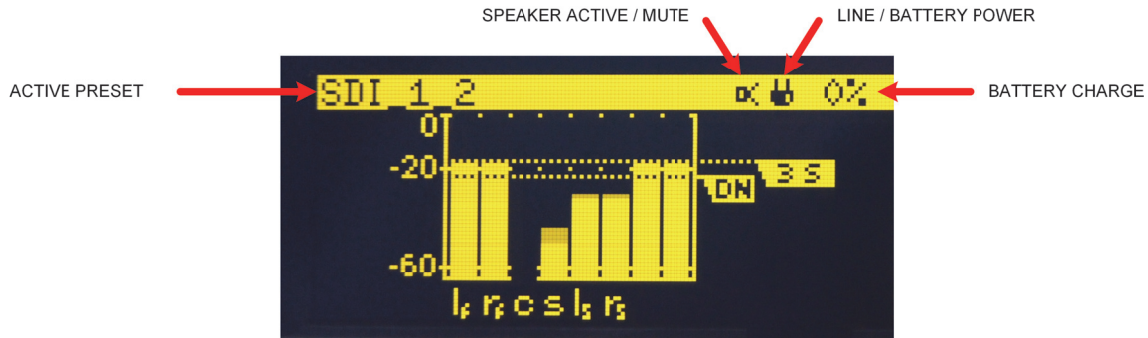 SPEAKER ACTIVE / MUTE
LINE / BATTERY POWER
ACTIVE PRESET
SDI_1_2
0%
BATTERY CHARGE
0
-20
3S
DN
-60
lf rf c s ls rs